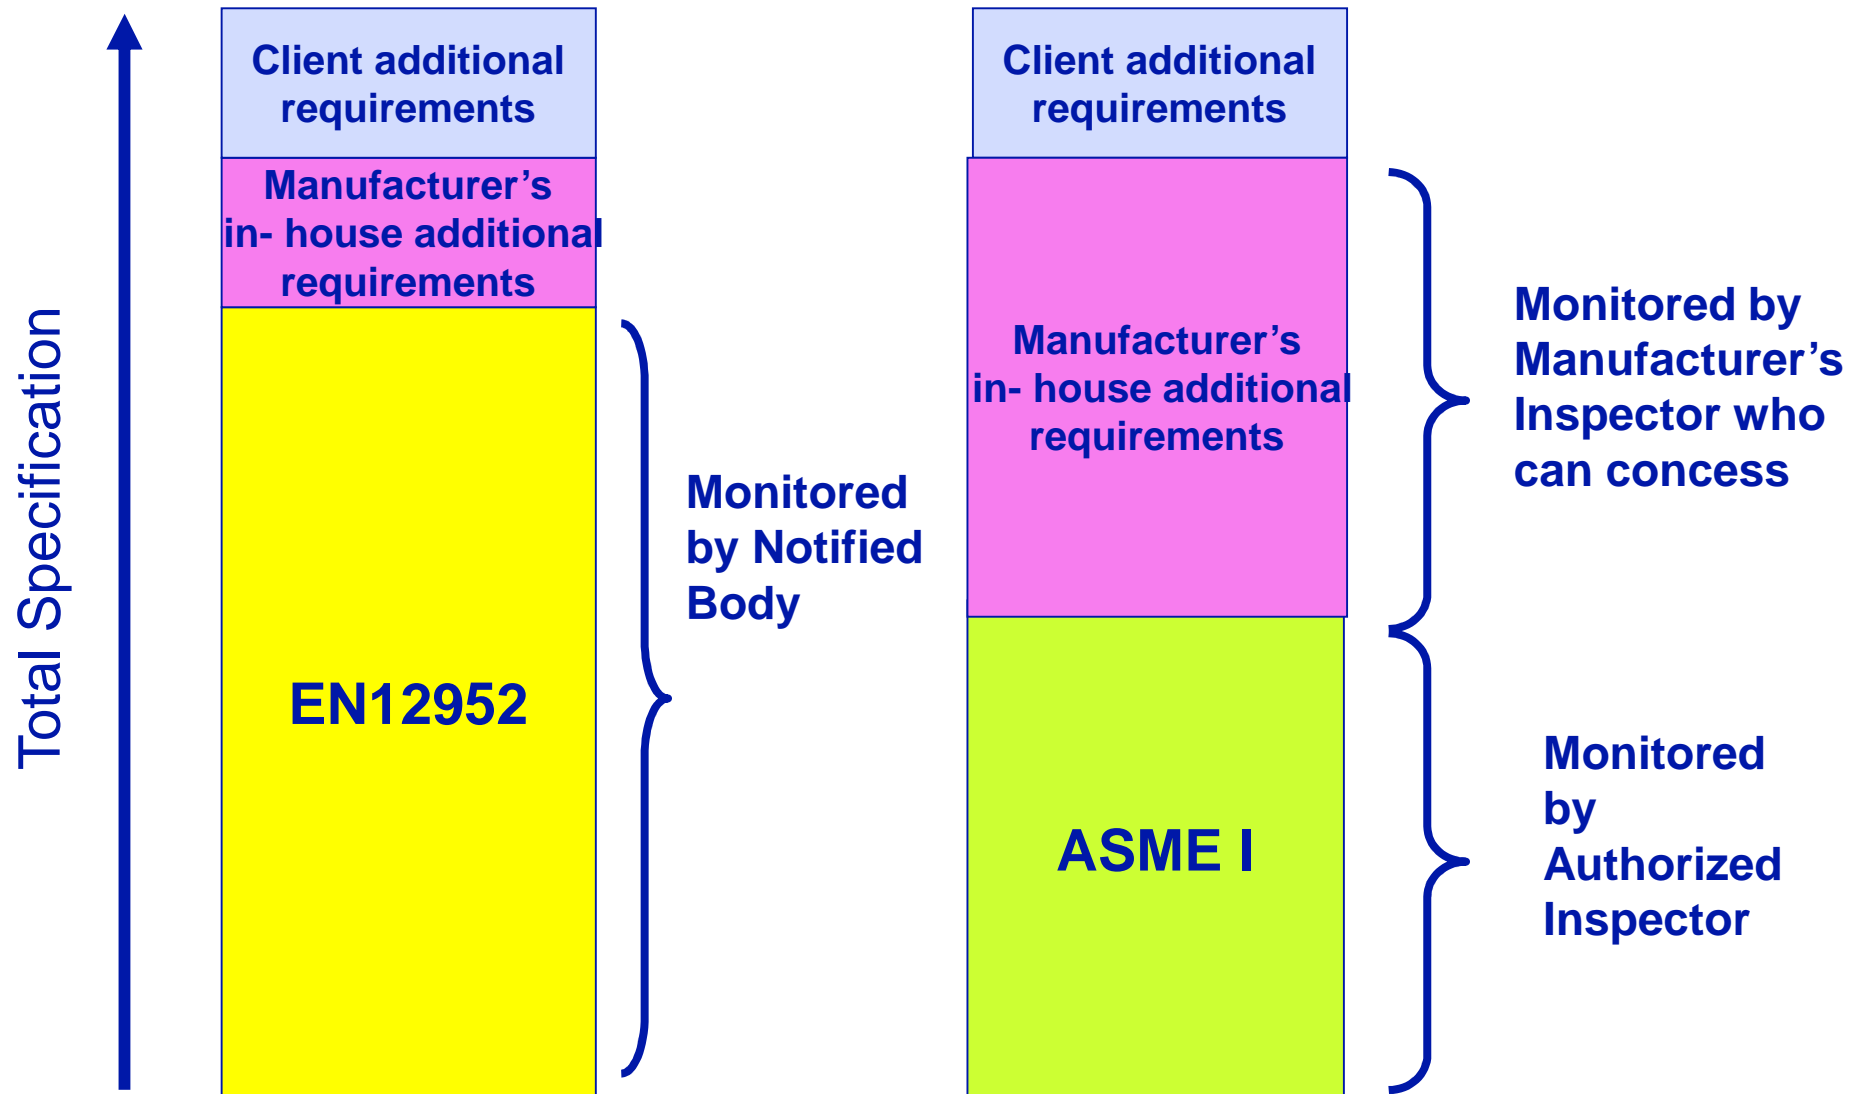 Total Specification
Client additional
requirements
Manufacturer’s
in- house additional
requirements
EN12952
Monitored
by Notified
Body
Client additional
requirements
Manufacturer’s
in- house additional
requirements
ASME I
Monitored by
Manufacturer’s
Inspector who
can concess
Monitored
by
Authorized
Inspector